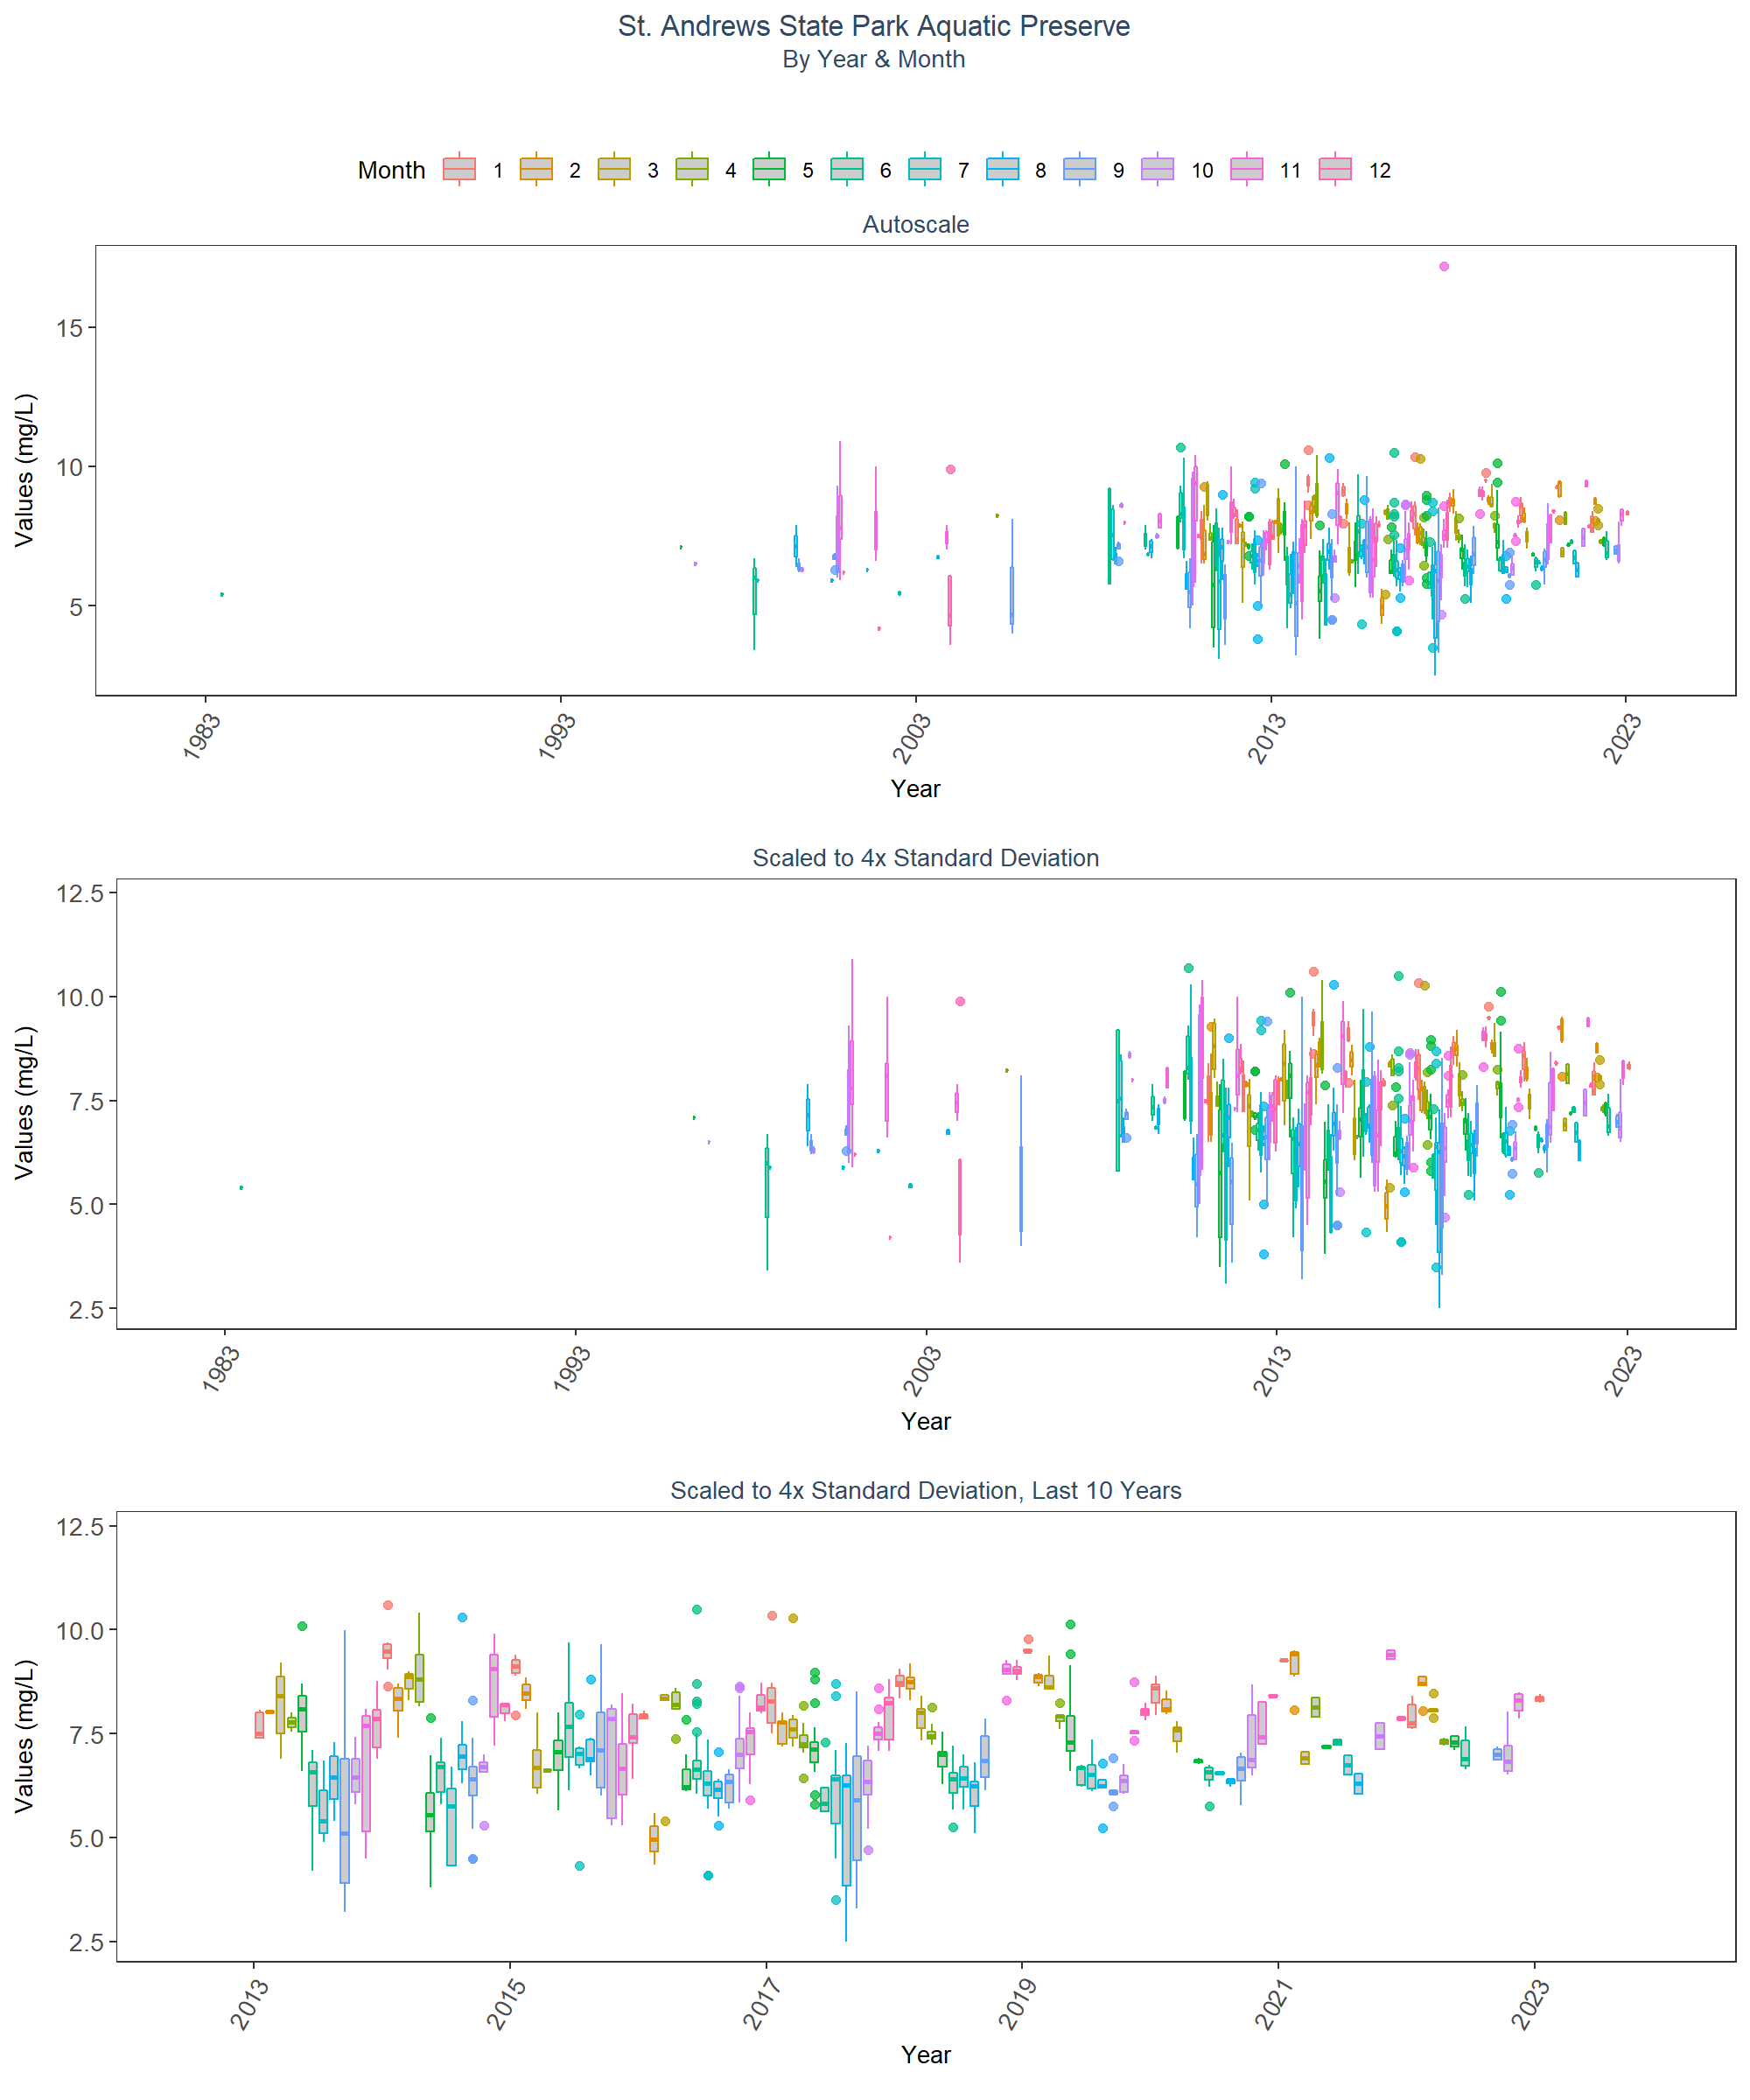 St. Andrews State Park Aquatic Preserve
By Year & Month
Month 1 2 3 4 5 6 7 8 9 10 11 12
Autoscale
Values (mg/L)
15
10
5
1983 1993 2003 2013 2023
Year
Scaled to 4x Standard Deviation
Values (mg/L)
12.5
10.0
7.5
5.0
2.5
1983 1993 2003 2013 2023
Year
Scaled to 4x Standard Deviation, Last 10 Years
Values (mg/L)
12.5
10.0
7.5
5.0
2.5
2013 2015 2017 2019 2021 2023
Year